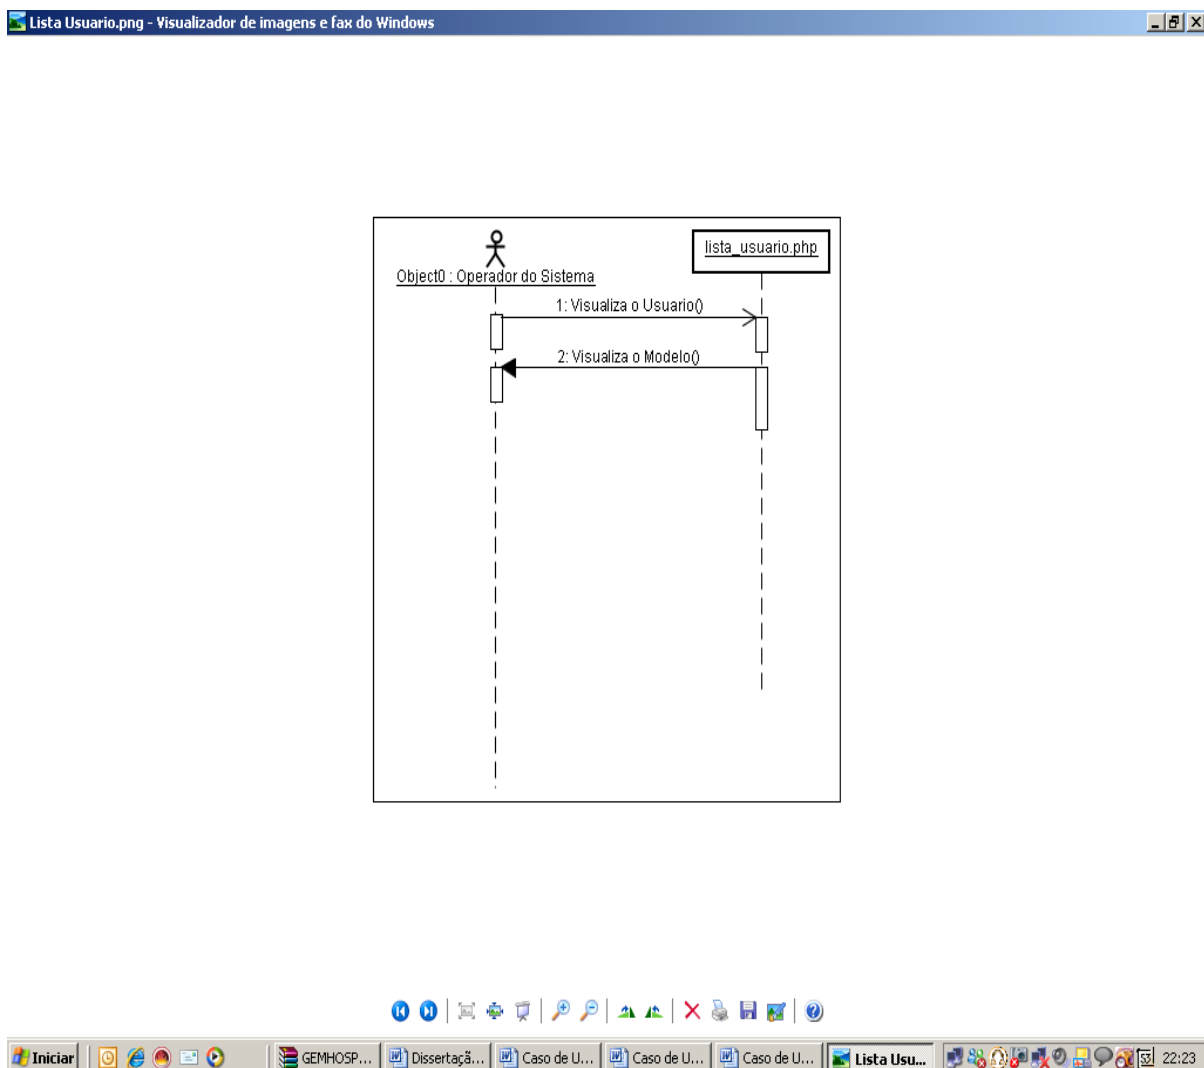 Lista Usuario.png - Visualizador de imagens e fax do Windows
lista_usuario.php
Object0 : Operador do Sistema
1: Visualiza o Usuario()
2: Visualiza o Modelo()
Iniciar
GEMHOSP...
Dissertaçã...
Caso de U...
Caso de U...
Caso de U...
Lista Usu...
22:23